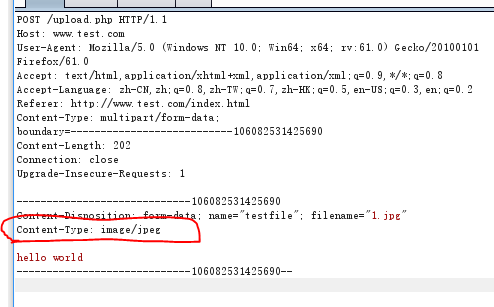 POST /upload.php HTTP/1.1
Host: www.test.com
User-Agent: Mozilla/5.0 (Windows NT 10.0; Win64; x64; rv:61.0) Gecko/20100101
Firefox/61.0
Accept: text/html,application/xhtml+xml,application/xml;q=0.9,*/*;q=0.8
Accept-Language: zh-CN,zh;q=0.8,zh-TW;q=0.7,zh-HK;q=0.5,en-US;q=0.3,en;q=0.2
Referer: http://www.test.com/index.html
Content-Type: multipart/form-data;
boundary=---------------------------106082531425690
Content-Length: 202
Connection: close
Upgrade-Insecure-Requests: 1
-----------------------------106082531425690
Content-Disposition: form-data; name="testfile"; filename="1.jpg"
Content-Type: image/jpeg
hello world
-----------------------------106082531425690--